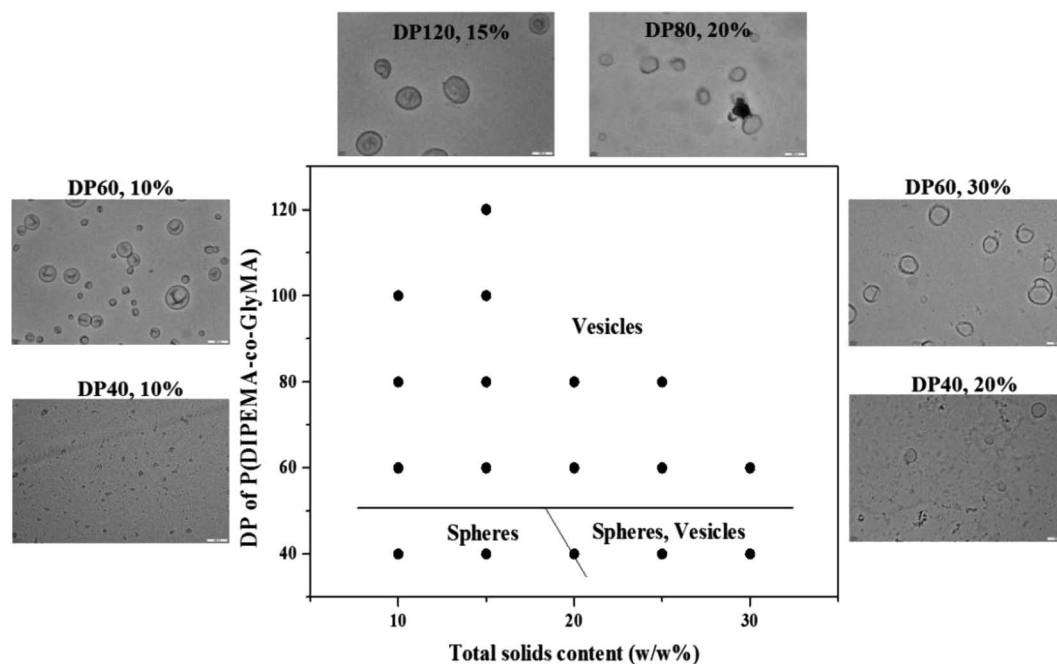 DP120, 15%
DP80, 20%
DP60, 10%
DP60, 30%
DP40, 10%
DP40, 20%
DP of P(DIPEMA-co-GlyMA)
120
100
80
60
40
Vesicles
Spheres
Spheres, Vesicles
10
20
30
Total solids content (w/w%)